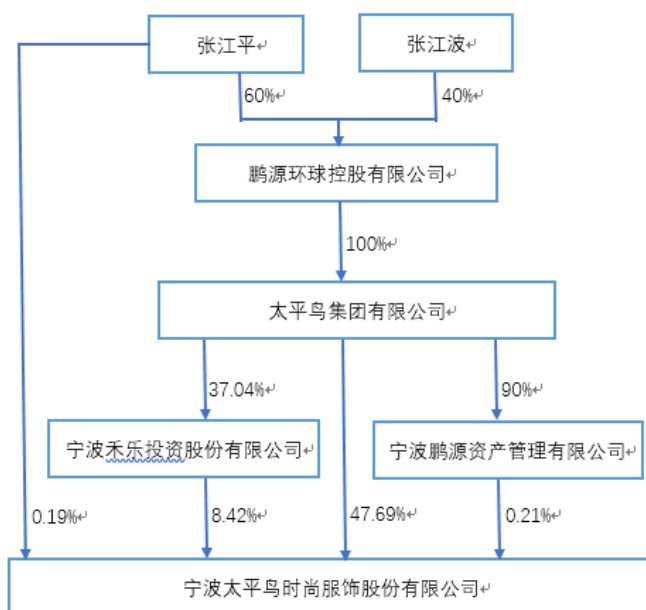 张江平
张江波
60%
40%
鹏源环球控股有限公司
100%
太平鸟集团有限公司
37.04%
90%
宁波禾乐投资股份有限公司
宁波鹏源资产管理有限公司
0.19%
8.42%
47.69%
0.21%
宁波太平鸟时尚服饰股份有限公司